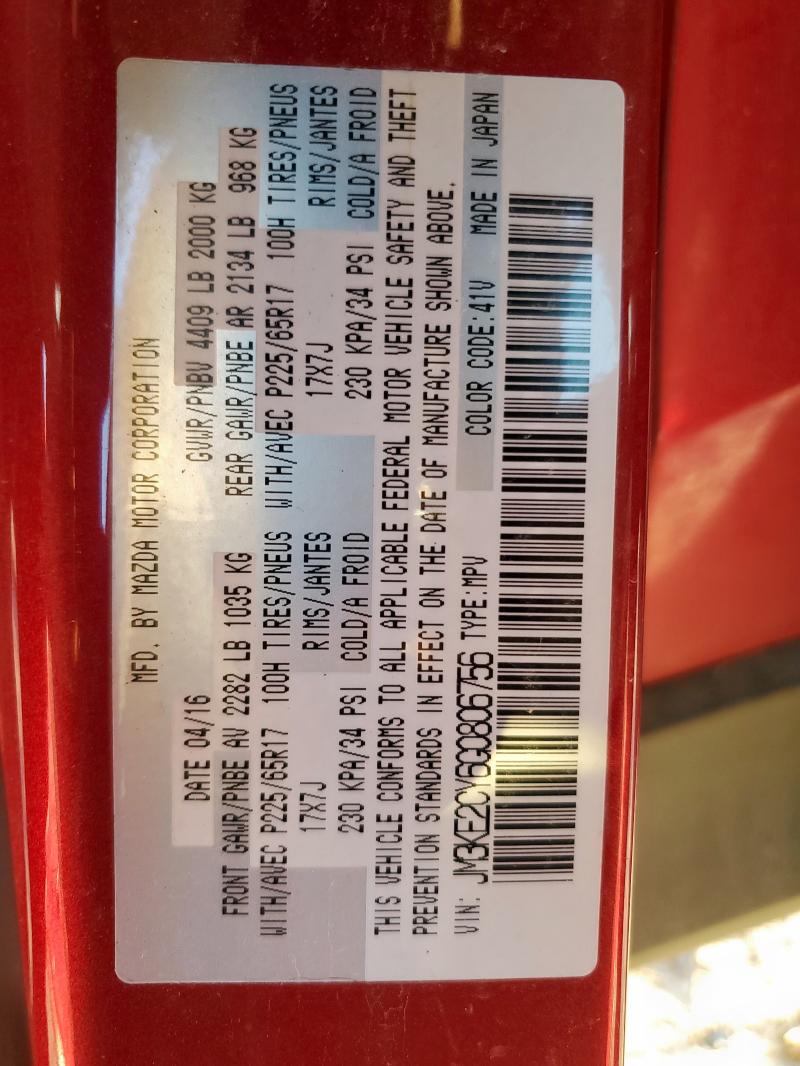 MFD. BY MAZDA MOTOR CORPORATION
DATE 04/16 GVWR/PNBV 4409 LB 2000 KG
FRONT GAWR/PNBE AV 2282 LB 1035 KG REAR GAWR/PNBE AR 2134 LB 968 KG
WITH/AVEC P225/65R17 100H TIRES/PNEUS WITH/AVEC P225/65R17 100H TIRES/PNEUS
17X7J RIMS/JANTES 17X7J RIMS/JANTES
230 KPA/34 PSI COLD/A FROID 230 KPA/34 PSI COLD/A FROID
THIS VEHICLE CONFORMS TO ALL APPLICABLE FEDERAL MOTOR VEHICLE SAFETY AND THEFT
PREVENTION STANDARDS IN EFFECT ON THE DATE OF MANUFACTURE SHOWN ABOVE.
VIN: JM3KE2CY6G0806756 TYPE:MPV COLOR CODE:41V MADE IN JAPAN